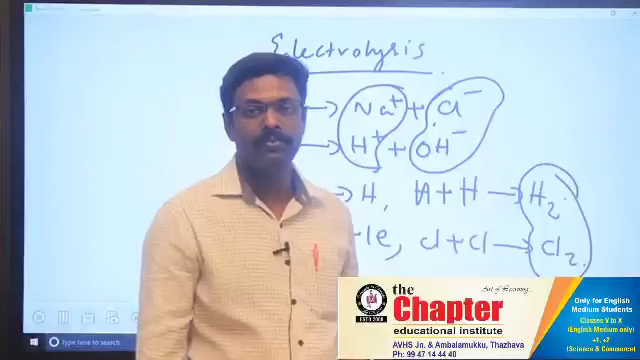 Electrolysis
→ Na⁺ + Cl⁻
→ H⁺ + OH⁻
→ H, H + H → H₂
+ 1e, Cl + Cl → Cl₂
Type here to search
ESTD 2008
the
Chapter
educational institute
Art of learning
AVHS Jn. & Ambalamukku, Thazhava
Ph: 99 47 14 44 40
Only for English
Medium Students
Classes V to X
(English Medium only)
+1, +2
(Science & Commerce)